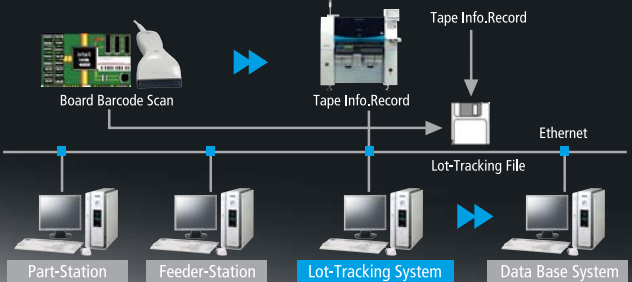 Tape Info.Record
intel
Board Barcode Scan
Tape Info.Record
Ethernet
Lot-Tracking File
Part-Station
Feeder-Station
Lot-Tracking System
Data Base System